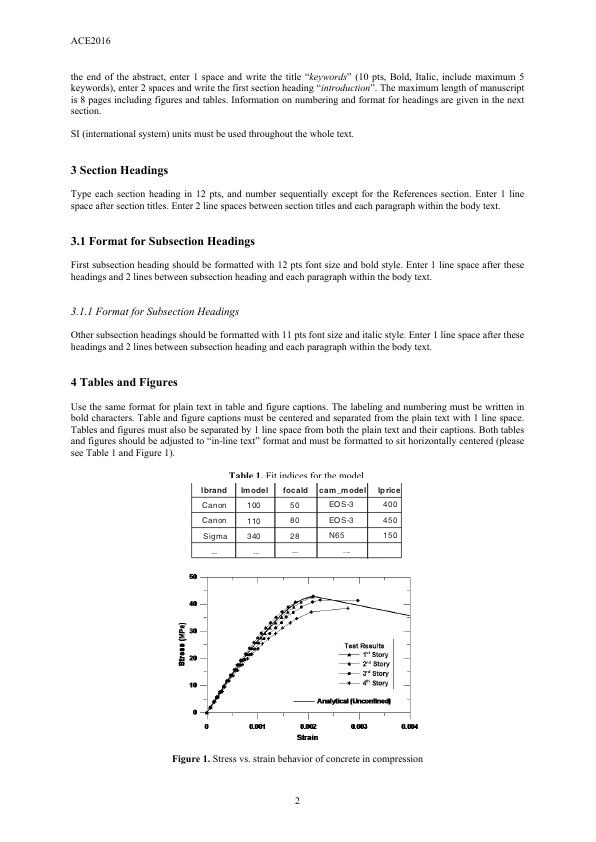 ACE2016
the end of the abstract, enter 1 space and write the title “keywords” (10 pts, Bold, Italic, include maximum 5
keywords), enter 2 spaces and write the first section heading “introduction”. The maximum length of manuscript
is 8 pages including figures and tables. Information on numbering and format for headings are given in the next
section.
SI (international system) units must be used throughout the whole text.
3 Section Headings
Type each section heading in 12 pts, and number sequentially except for the References section. Enter 1 line
space after section titles. Enter 2 line spaces between section titles and each paragraph within the body text.
3.1 Format for Subsection Headings
First subsection heading should be formatted with 12 pts font size and bold style. Enter 1 line space after these
headings and 2 lines between subsection heading and each paragraph within the body text.
3.1.1 Format for Subsection Headings
Other subsection headings should be formatted with 11 pts font size and italic style. Enter 1 line space after these
headings and 2 lines between subsection heading and each paragraph within the body text.
4 Tables and Figures
Use the same format for plain text in table and figure captions. The labeling and numbering must be written in
bold characters. Table and figure captions must be centered and separated from the plain text with 1 line space.
Tables and figures must also be separated by 1 line space from both the plain text and their captions. Both tables
and figures should be adjusted to “in-line text” format and must be formatted to sit horizontally centered (please
see Table 1 and Figure 1).
Table 1. Fit indices for the model
lbrand lmodel focald cam_model lprice
Canon 100 50 EOS-3 400
Canon 110 80 EOS-3 450
Sigma 340 28 N65 150
... ... ... ...
50
40
30
20
10
0
Stress (MPa)
Test Results
1st Story
2nd Story
3rd Story
4th Story
Analytical (Unconfined)
0 0.001 0.002 0.003 0.004
Strain
Figure 1. Stress vs. strain behavior of concrete in compression
2